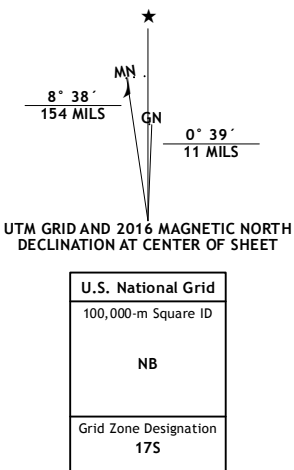 ★
MN
8° 38´
154 MILS
GN
0° 39´
11 MILS
UTM GRID AND 2016 MAGNETIC NORTH
DECLINATION AT CENTER OF SHEET
U.S. National Grid
100,000-m Square ID
NB
Grid Zone Designation
17S